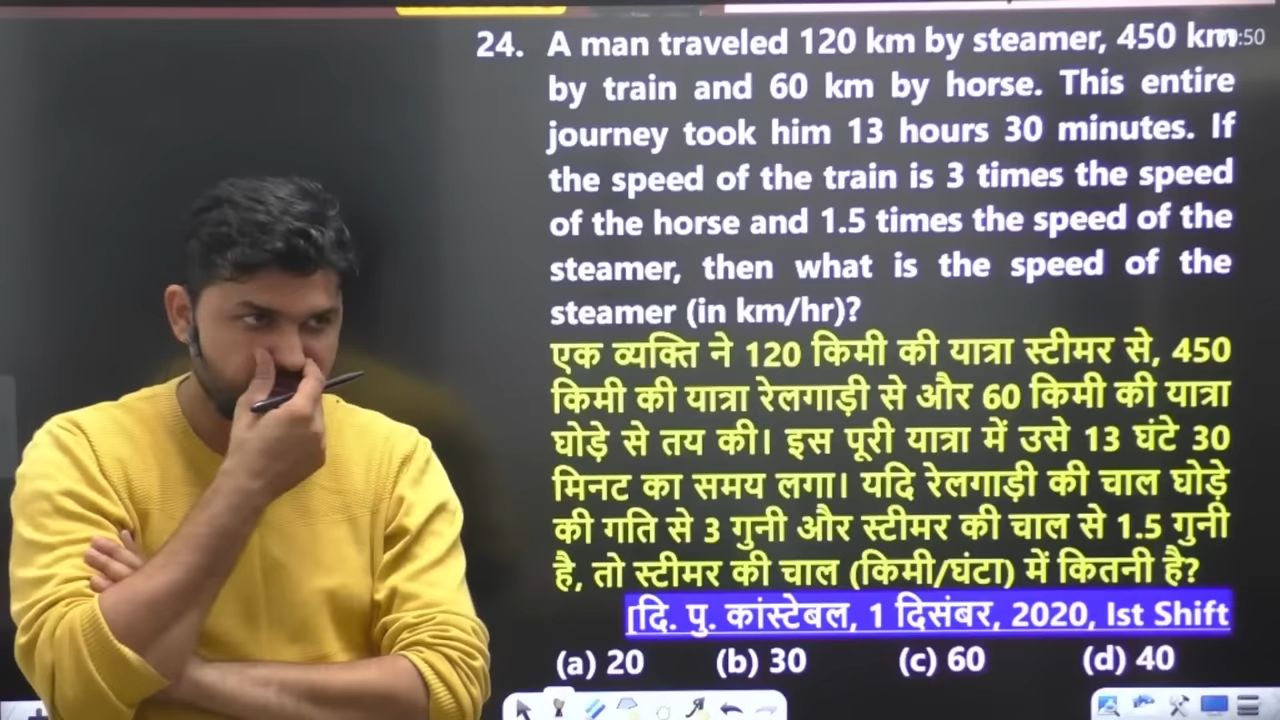 24. A man traveled 120 km by steamer, 450 km
by train and 60 km by horse. This entire
journey took him 13 hours 30 minutes. If
the speed of the train is 3 times the speed
of the horse and 1.5 times the speed of the
steamer, then what is the speed of the
steamer (in km/hr)?
एक व्यक्ति ने 120 किमी की यात्रा स्टीमर से, 450
किमी की यात्रा रेलगाड़ी से और 60 किमी की यात्रा
घोड़े से तय की। इस पूरी यात्रा में उसे 13 घंटे 30
मिनट का समय लगा। यदि रेलगाड़ी की चाल घोड़े
की गति से 3 गुनी और स्टीमर की चाल से 1.5 गुनी
है, तो स्टीमर की चाल (किमी/घंटा) में कितनी है?
[दि. पु. कांस्टेबल, 1 दिसंबर, 2020, Ist Shift
(a) 20 (b) 30 (c) 60 (d) 40